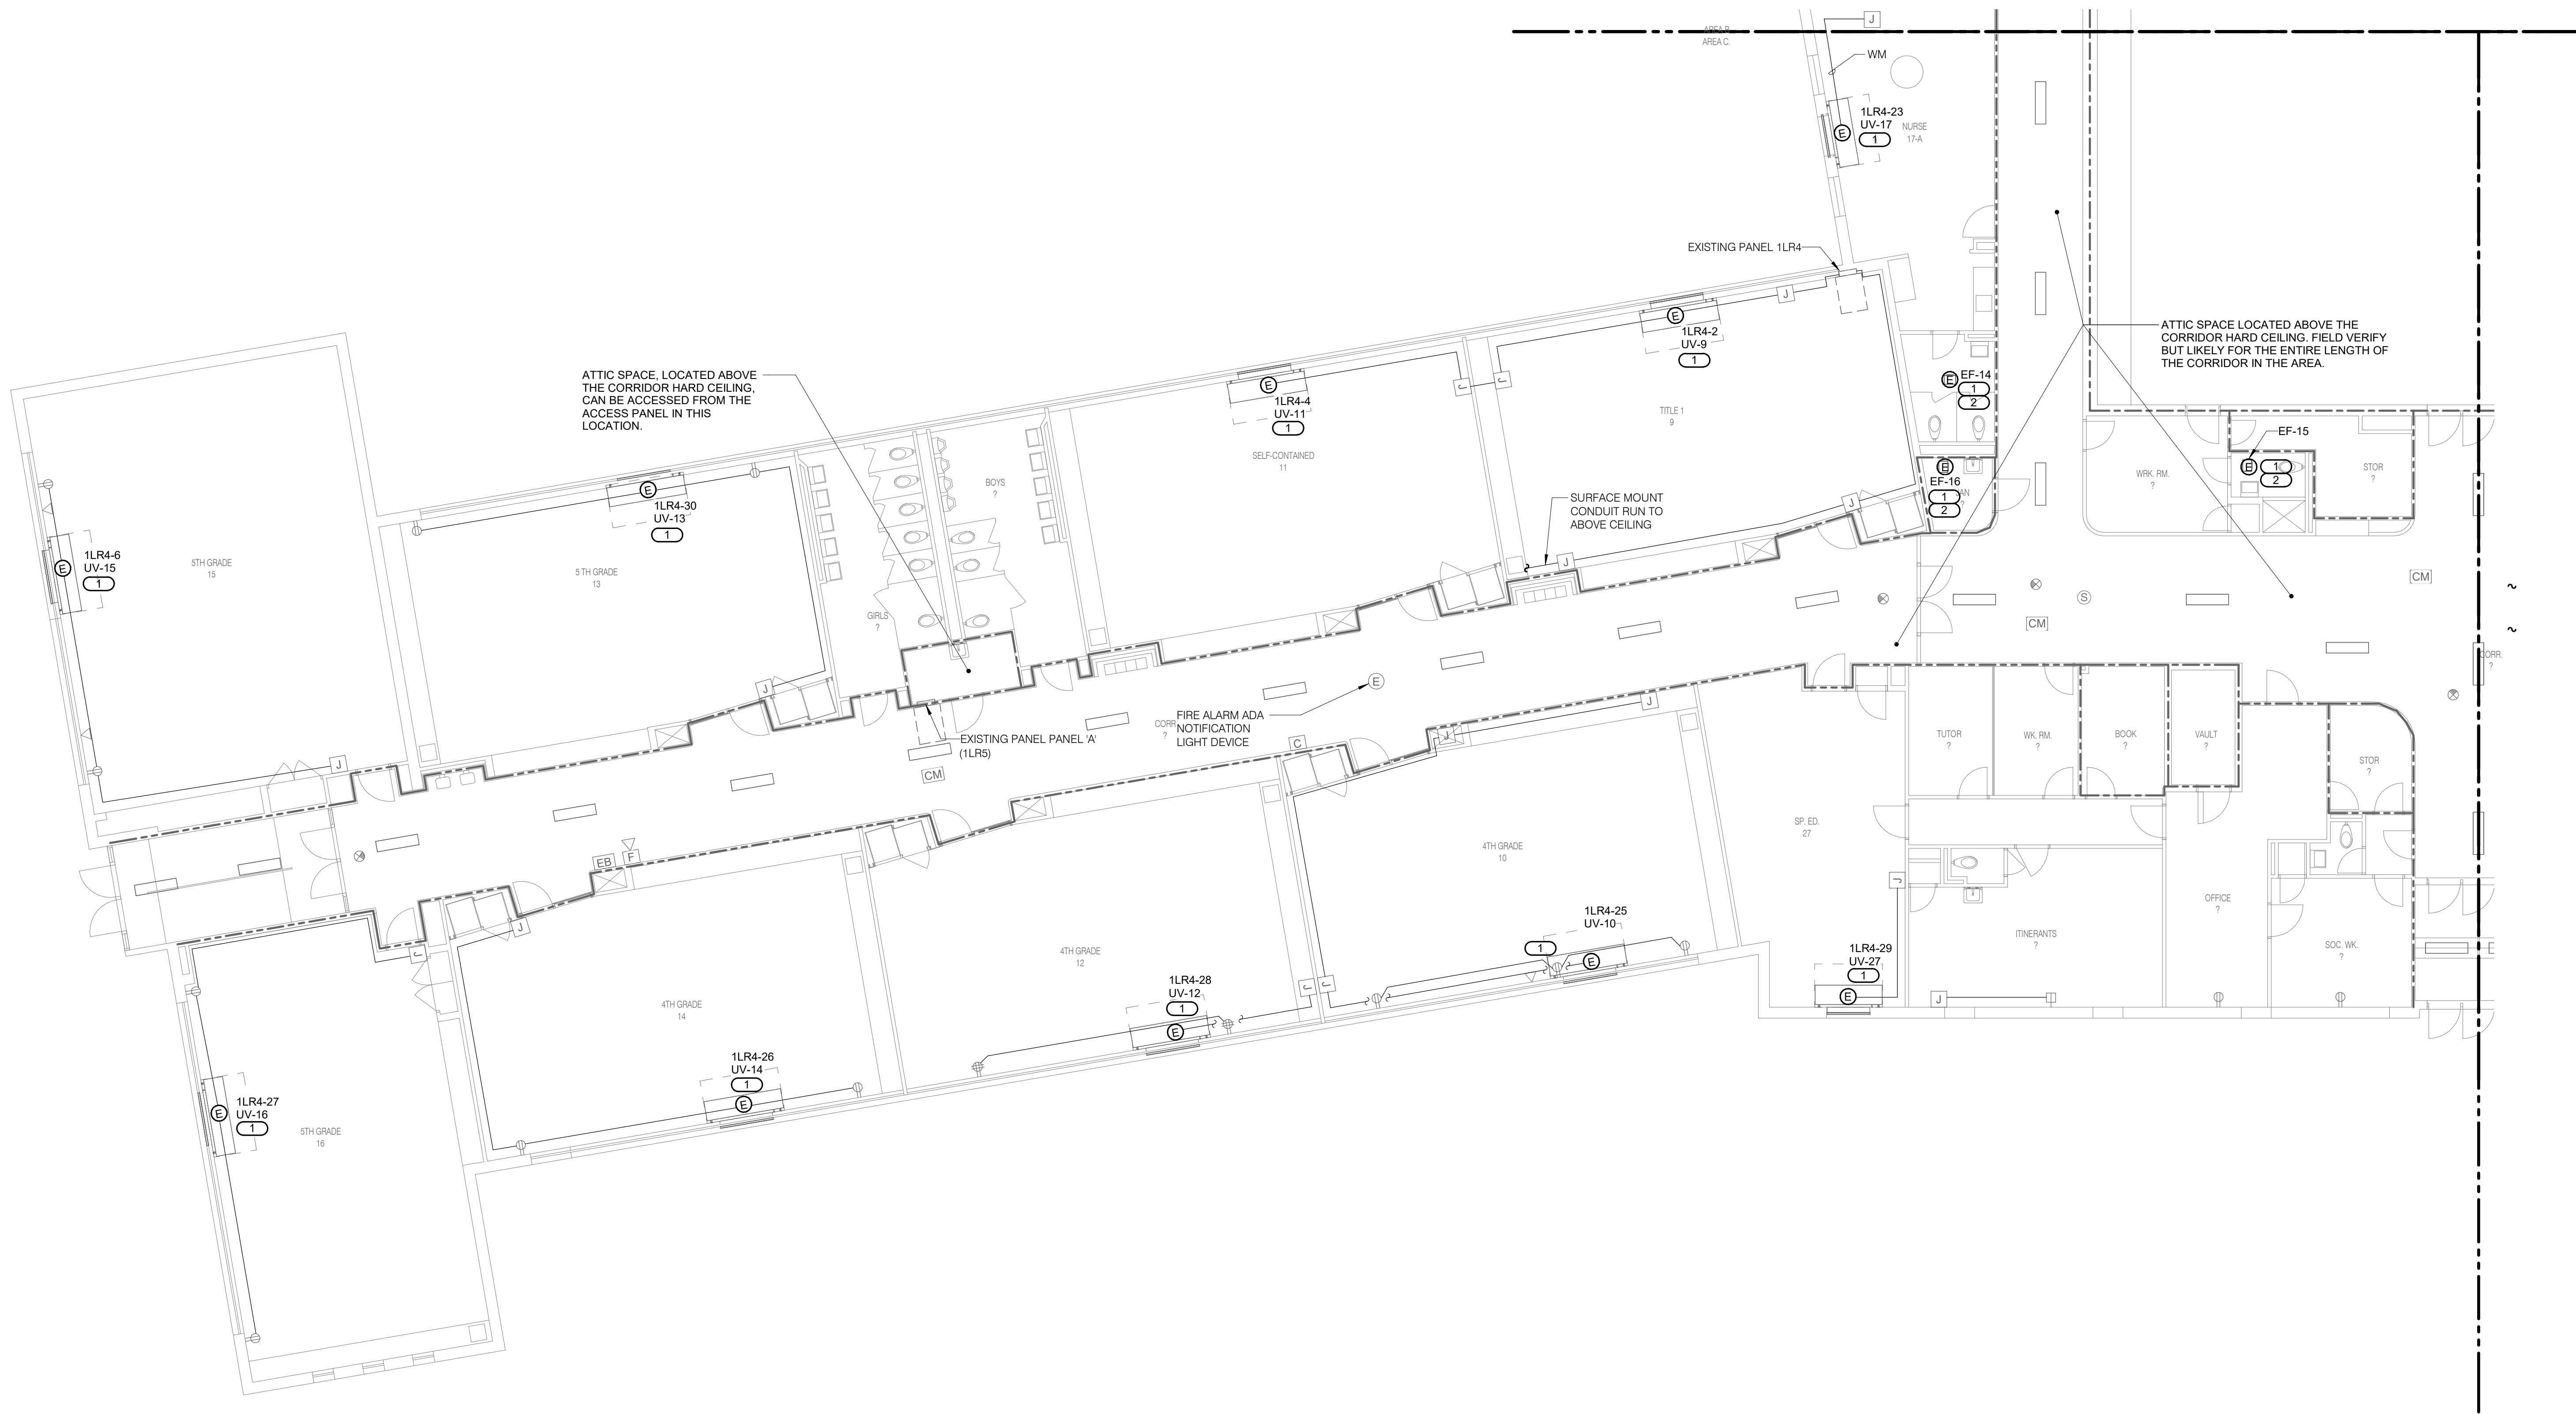 J
AREA B
AREA C.
WM
1LR4-23
UV-17
1
E
NURSE
17-A
EXISTING PANEL 1LR4
J
E
1LR4-2
UV-9
1
ATTIC SPACE LOCATED ABOVE THE
CORRIDOR HARD CEILING. FIELD VERIFY
BUT LIKELY FOR THE ENTIRE LENGTH OF
THE CORRIDOR IN THE AREA.
ATTIC SPACE, LOCATED ABOVE
THE CORRIDOR HARD CEILING,
CAN BE ACCESSED FROM THE
ACCESS PANEL IN THIS
LOCATION.
E
1LR4-4
UV-11
1
J
J
E
EF-14
1
2
TITLE 1
9
SELF-CONTAINED
11
EF-15
E
1
2
WRK. RM.
?
STOR
?
E
EF-16
1
2
JAN
?
BOYS
?
E
1LR4-30
UV-13
1
SURFACE MOUNT
CONDUIT RUN TO
ABOVE CEILING
J
J
1LR4-6
UV-15
1
E
5TH GRADE
15
5 TH GRADE
13
GIRLS
?
[CM]
S
[CM]
CORR.
?
J
E
FIRE ALARM ADA
NOTIFICATION
LIGHT DEVICE
CORR.
?
EXISTING PANEL PANEL 'A'
(1LR5)
CM
J
J
C
J
TUTOR
?
WK. RM.
?
BOOK
?
VAULT
?
STOR
?
J
EB
F
SP. ED.
27
4TH GRADE
10
J
J
OFFICE
?
ITINERANTS
?
SOC. WK.
?
1LR4-25
UV-10
1
E
J
4TH GRADE
12
1LR4-29
UV-27
1
E
J
1LR4-28
UV-12
1
E
J
J
4TH GRADE
14
1LR4-26
UV-14
1
E
1LR4-27
UV-16
1
E
5TH GRADE
16